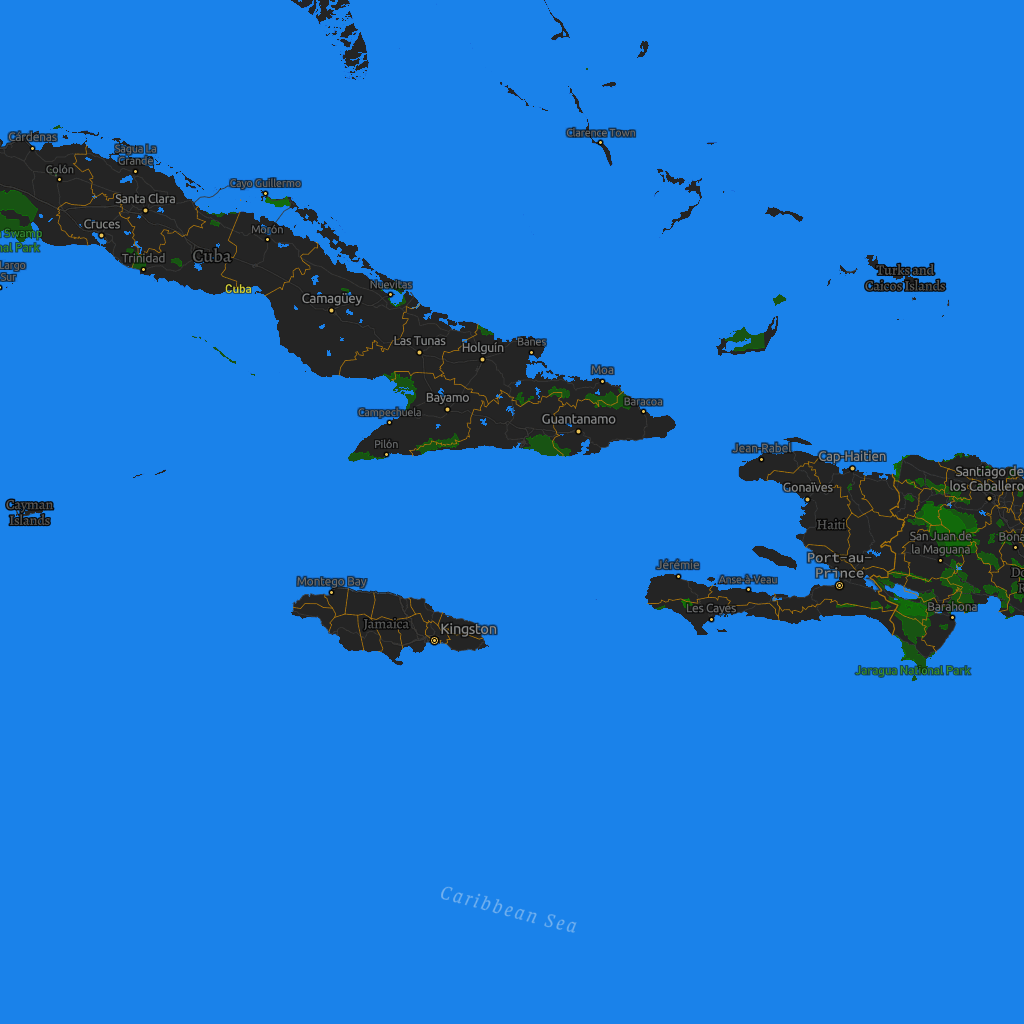 Clarence Town
Cárdenas
Sagua La
Grande
Colón
Cayo Guillermo
Santa Clara
Cruces
Morón
Swamp
nal Park
Trinidad
Cuba
Largo
Sur
Turks and
Caicos Islands
Cuba
Nuevitas
Camagüey
Las Tunas
Holguín
Banes
Moa
Bayamo
Baracoa
Campechuela
Guantanamo
Pilón
Jean-Rabel
Cap-Haïtien
Santiago de
los Caballero
Gonaïves
Cayman
Islands
Haiti
San Juan de
la Maguana
Bona
Port-au-
Prince
Jérémie
Anse-à-Veau
Montego Bay
Les Cayes
Barahona
Jamaica
Kingston
Jaragua National Park
Caribbean Sea